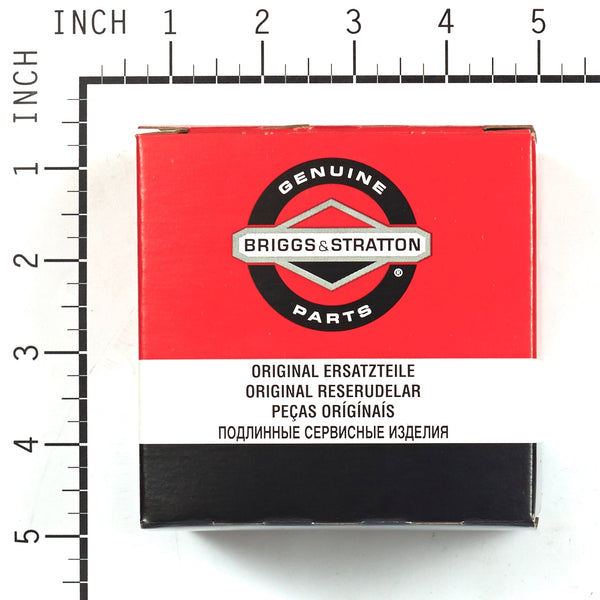 INCH 1 2 3 4 5
INCH
1
2
3
4
5
GENUINE
BRIGGS & STRATTON
®
PARTS
ORIGINAL ERSATZTEILE
ORIGINAL RESERUDELAR
PEÇAS ORÍGÍNAÍS
ПОДЛИННЫЕ СЕРВИСНЫЕ ИЗДЕЛИЯ